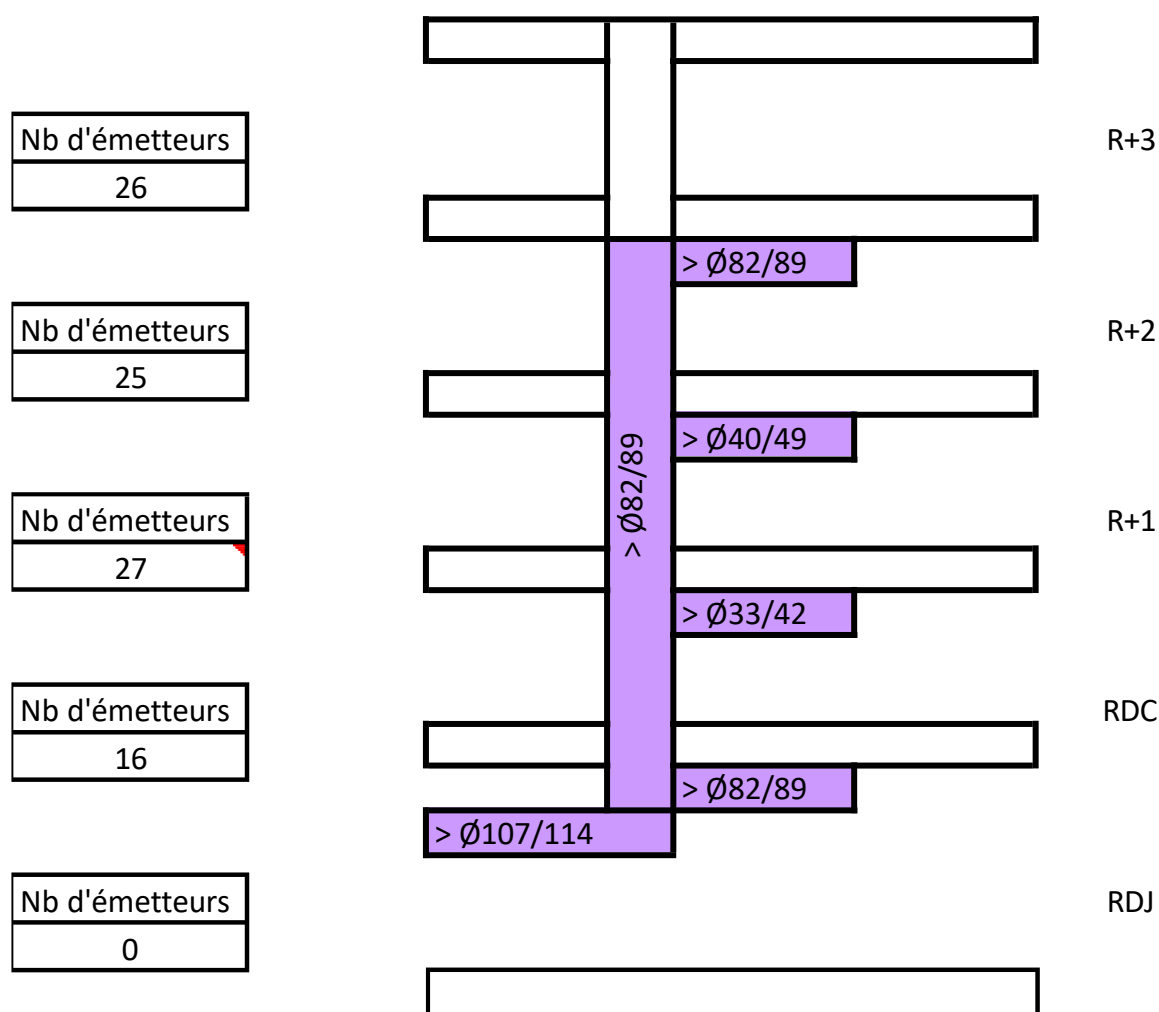 Nb d'émetteurs
26
R+3
> Ø82/89
Nb d'émetteurs
25
R+2
> Ø40/49
> Ø82/89
Nb d'émetteurs
27
R+1
> Ø33/42
Nb d'émetteurs
16
RDC
> Ø82/89
> Ø107/114
Nb d'émetteurs
0
RDJ